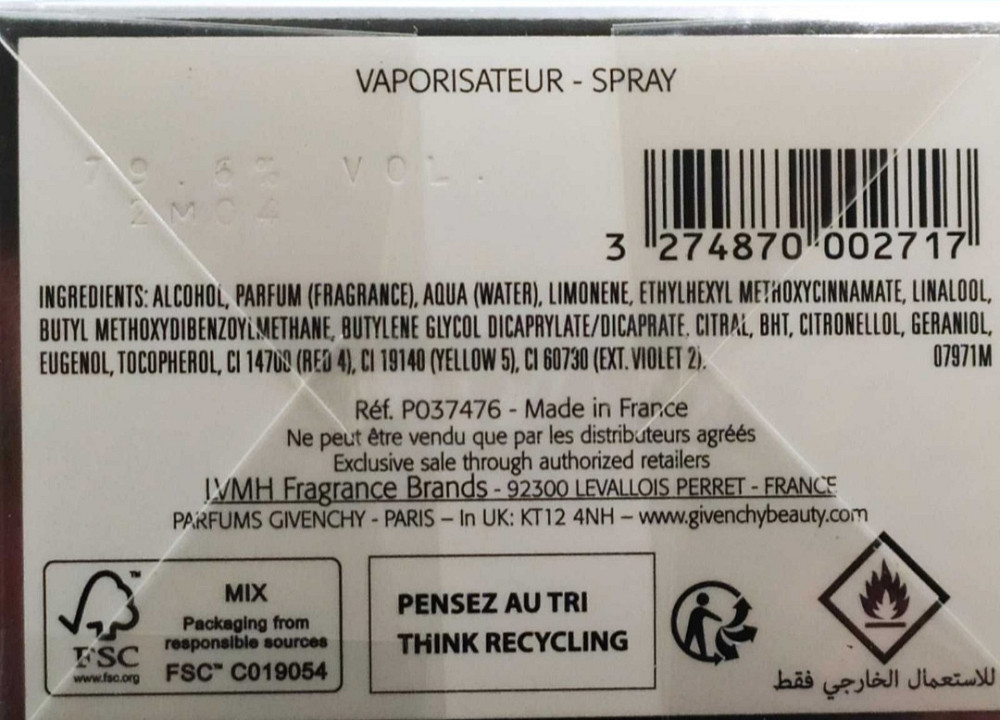 VAPORISATEUR - SPRAY
79.6% VOL.
2M04
3 274870 002717
INGREDIENTS: ALCOHOL, PARFUM (FRAGRANCE), AQUA (WATER), LIMONENE, ETHYLHEXYL METHOXYCINNAMATE, LINALOOL,
BUTYL METHOXYDIBENZOYLMETHANE, BUTYLENE GLYCOL DICAPRYLATE/DICAPRATE, CITRAL, BHT, CITRONELLOL, GERANIOL,
EUGENOL, TOCOPHEROL, CI 14700 (RED 4), CI 19140 (YELLOW 5), CI 60730 (EXT. VIOLET 2). 07971M
Réf. P037476 - Made in France
Ne peut être vendu que par les distributeurs agréés
Exclusive sale through authorized retailers
LVMH Fragrance Brands - 92300 LEVALLOIS PERRET - FRANCE
PARFUMS GIVENCHY - PARIS – In UK: KT12 4NH – www.givenchybeauty.com
FSC™
www.fsc.org
MIX
Packaging from
responsible sources
FSC™ C019054
PENSEZ AU TRI
THINK RECYCLING
للاستعمال الخارجي فقط